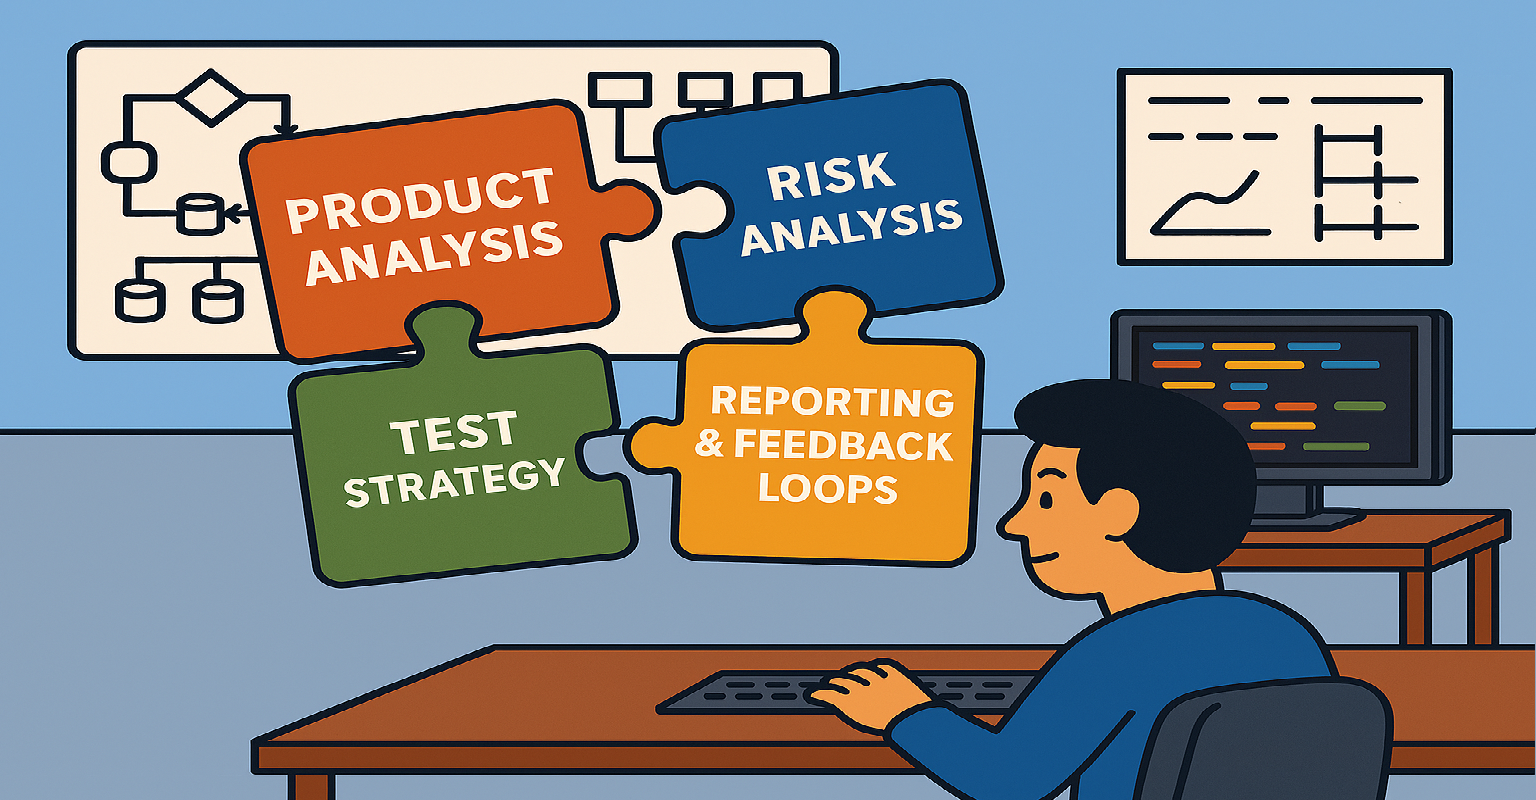 PRODUCT
ANALYSIS
RISK
ANALYSIS
TEST
STRATEGY
REPORTING
& FEEDBACK
LOOPS